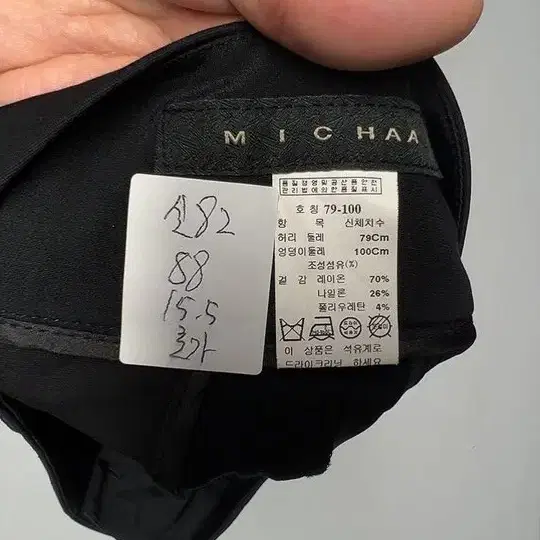 MICHAA
신82
88
15.5
품질경영및공산품안전
관리법에의한품질표시
호칭 79-100
항 목 신체치수
허리 둘레 79Cm
엉덩이둘레 100Cm
조성섬유(%)
겉 감 레이온 70%
나일론 26%
폴리우레탄 4%
이 상품은 석유계로
드라이크리닝 하세요